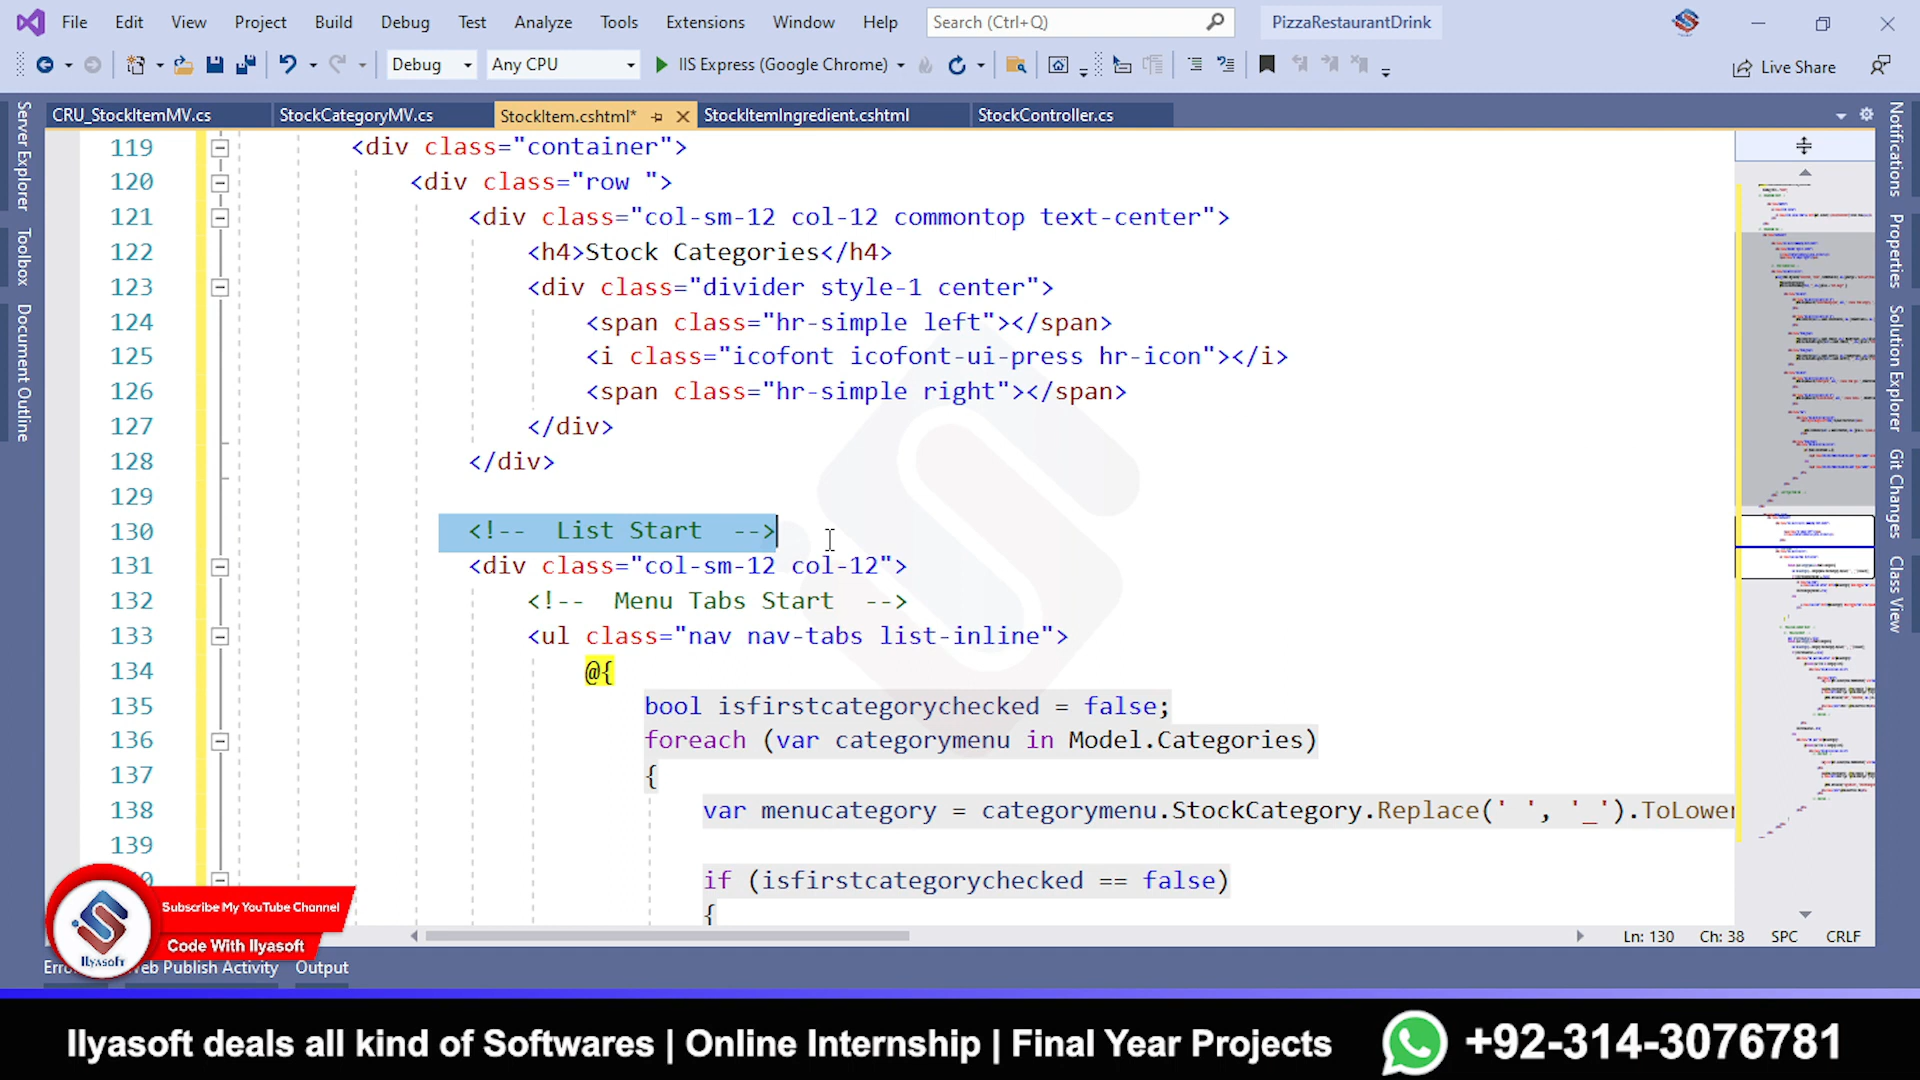 File Edit View Project Build Debug Test Analyze Tools Extensions Window Help Search (Ctrl+Q) PizzaRestaurantDrink
Debug Any CPU IIS Express (Google Chrome) Live Share
CRU_StockItemMV.cs StockCategoryMV.cs StockItem.cshtml* StockItemIngredient.cshtml StockController.cs
Server Explorer
Toolbox
Document Outline
119 <div class="container">
120 <div class="row ">
121 <div class="col-sm-12 col-12 commontop text-center">
122 <h4>Stock Categories</h4>
123 <div class="divider style-1 center">
124 <span class="hr-simple left"></span>
125 <i class="icofont icofont-ui-press hr-icon"></i>
126 <span class="hr-simple right"></span>
127 </div>
128 </div>
129
130 <!--  List Start  -->
131 <div class="col-sm-12 col-12">
132 <!--  Menu Tabs Start  -->
133 <ul class="nav nav-tabs list-inline">
134 @{
135 bool isfirstcategorychecked = false;
136 foreach (var categorymenu in Model.Categories)
137 {
138 var menucategory = categorymenu.StockCategory.Replace(' ', '_').ToLower
139
if (isfirstcategorychecked == false)
{
Notifications
Properties
Solution Explorer
Git Changes
Class View
Ln: 130 Ch: 38 SPC CRLF
Subscribe My YouTube Channel
Code With Ilyasoft
IlyaSoft
Web Publish Activity Output
Ilyasoft deals all kind of Softwares | Online Internship | Final Year Projects +92-314-3076781